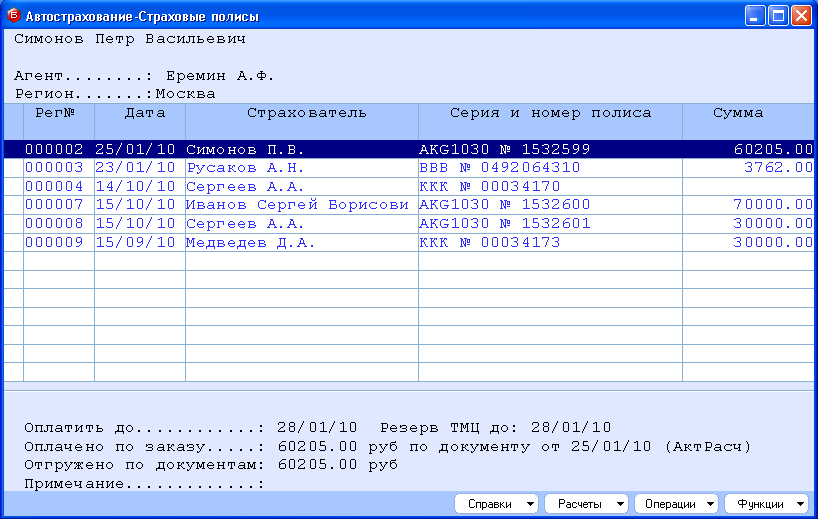 Автострахование-Страховые полисы
Симонов Петр Васильевич
Агент........: Еремин А.Ф.
Регион.......:Москва
Рег№ Дата Страхователь Серия и номер полиса Сумма
000002 25/01/10 Симонов П.В. AKG1030 № 1532599 60205.00
000003 23/01/10 Русаков А.Н. ВВВ № 0492064310 3762.00
000004 14/10/10 Сергеев А.А. ККК № 00034170
000007 15/10/10 Иванов Сергей Борисови AKG1030 № 1532600 70000.00
000008 15/10/10 Сергеев А.А. AKG1030 № 1532601 30000.00
000009 15/09/10 Медведев Д.А. ККК № 00034173 30000.00
Оплатить до............: 28/01/10 Резерв ТМЦ до: 28/01/10
Оплачено по заказу.....: 60205.00 руб по документу от 25/01/10 (АктРасч)
Отгружено по документам: 60205.00 руб
Примечание.............:
Справки Расчеты Операции Функции